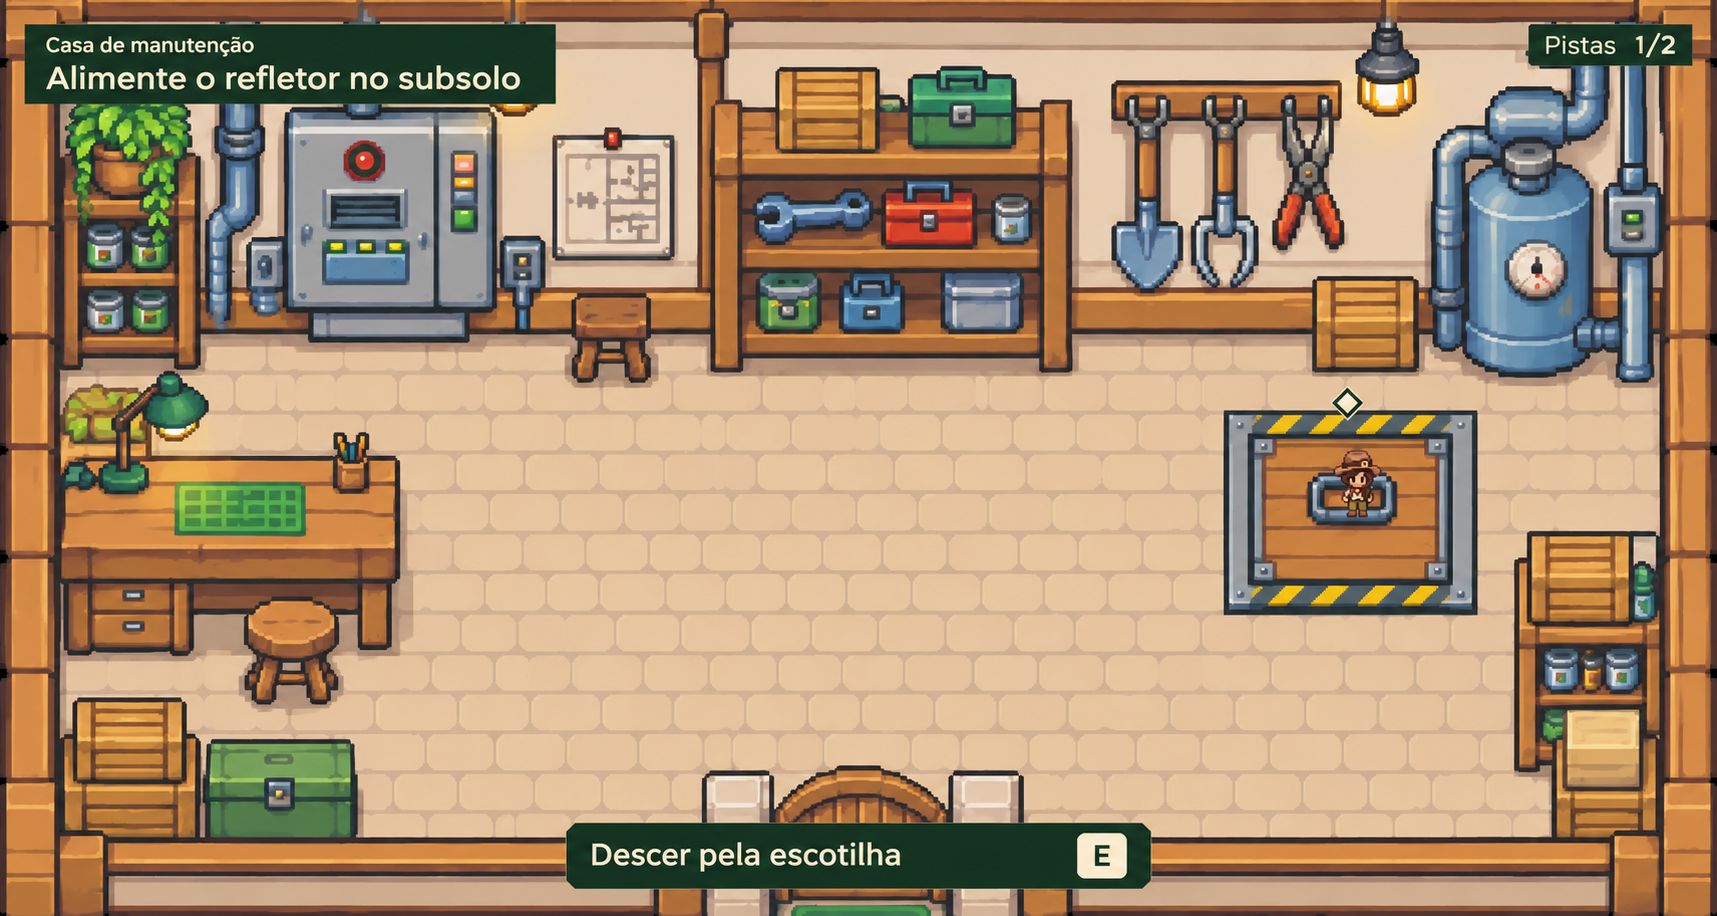 Casa de manutenção
Alimente o refletor no subsolo
Pistas 1/2
Descer pela escotilha E